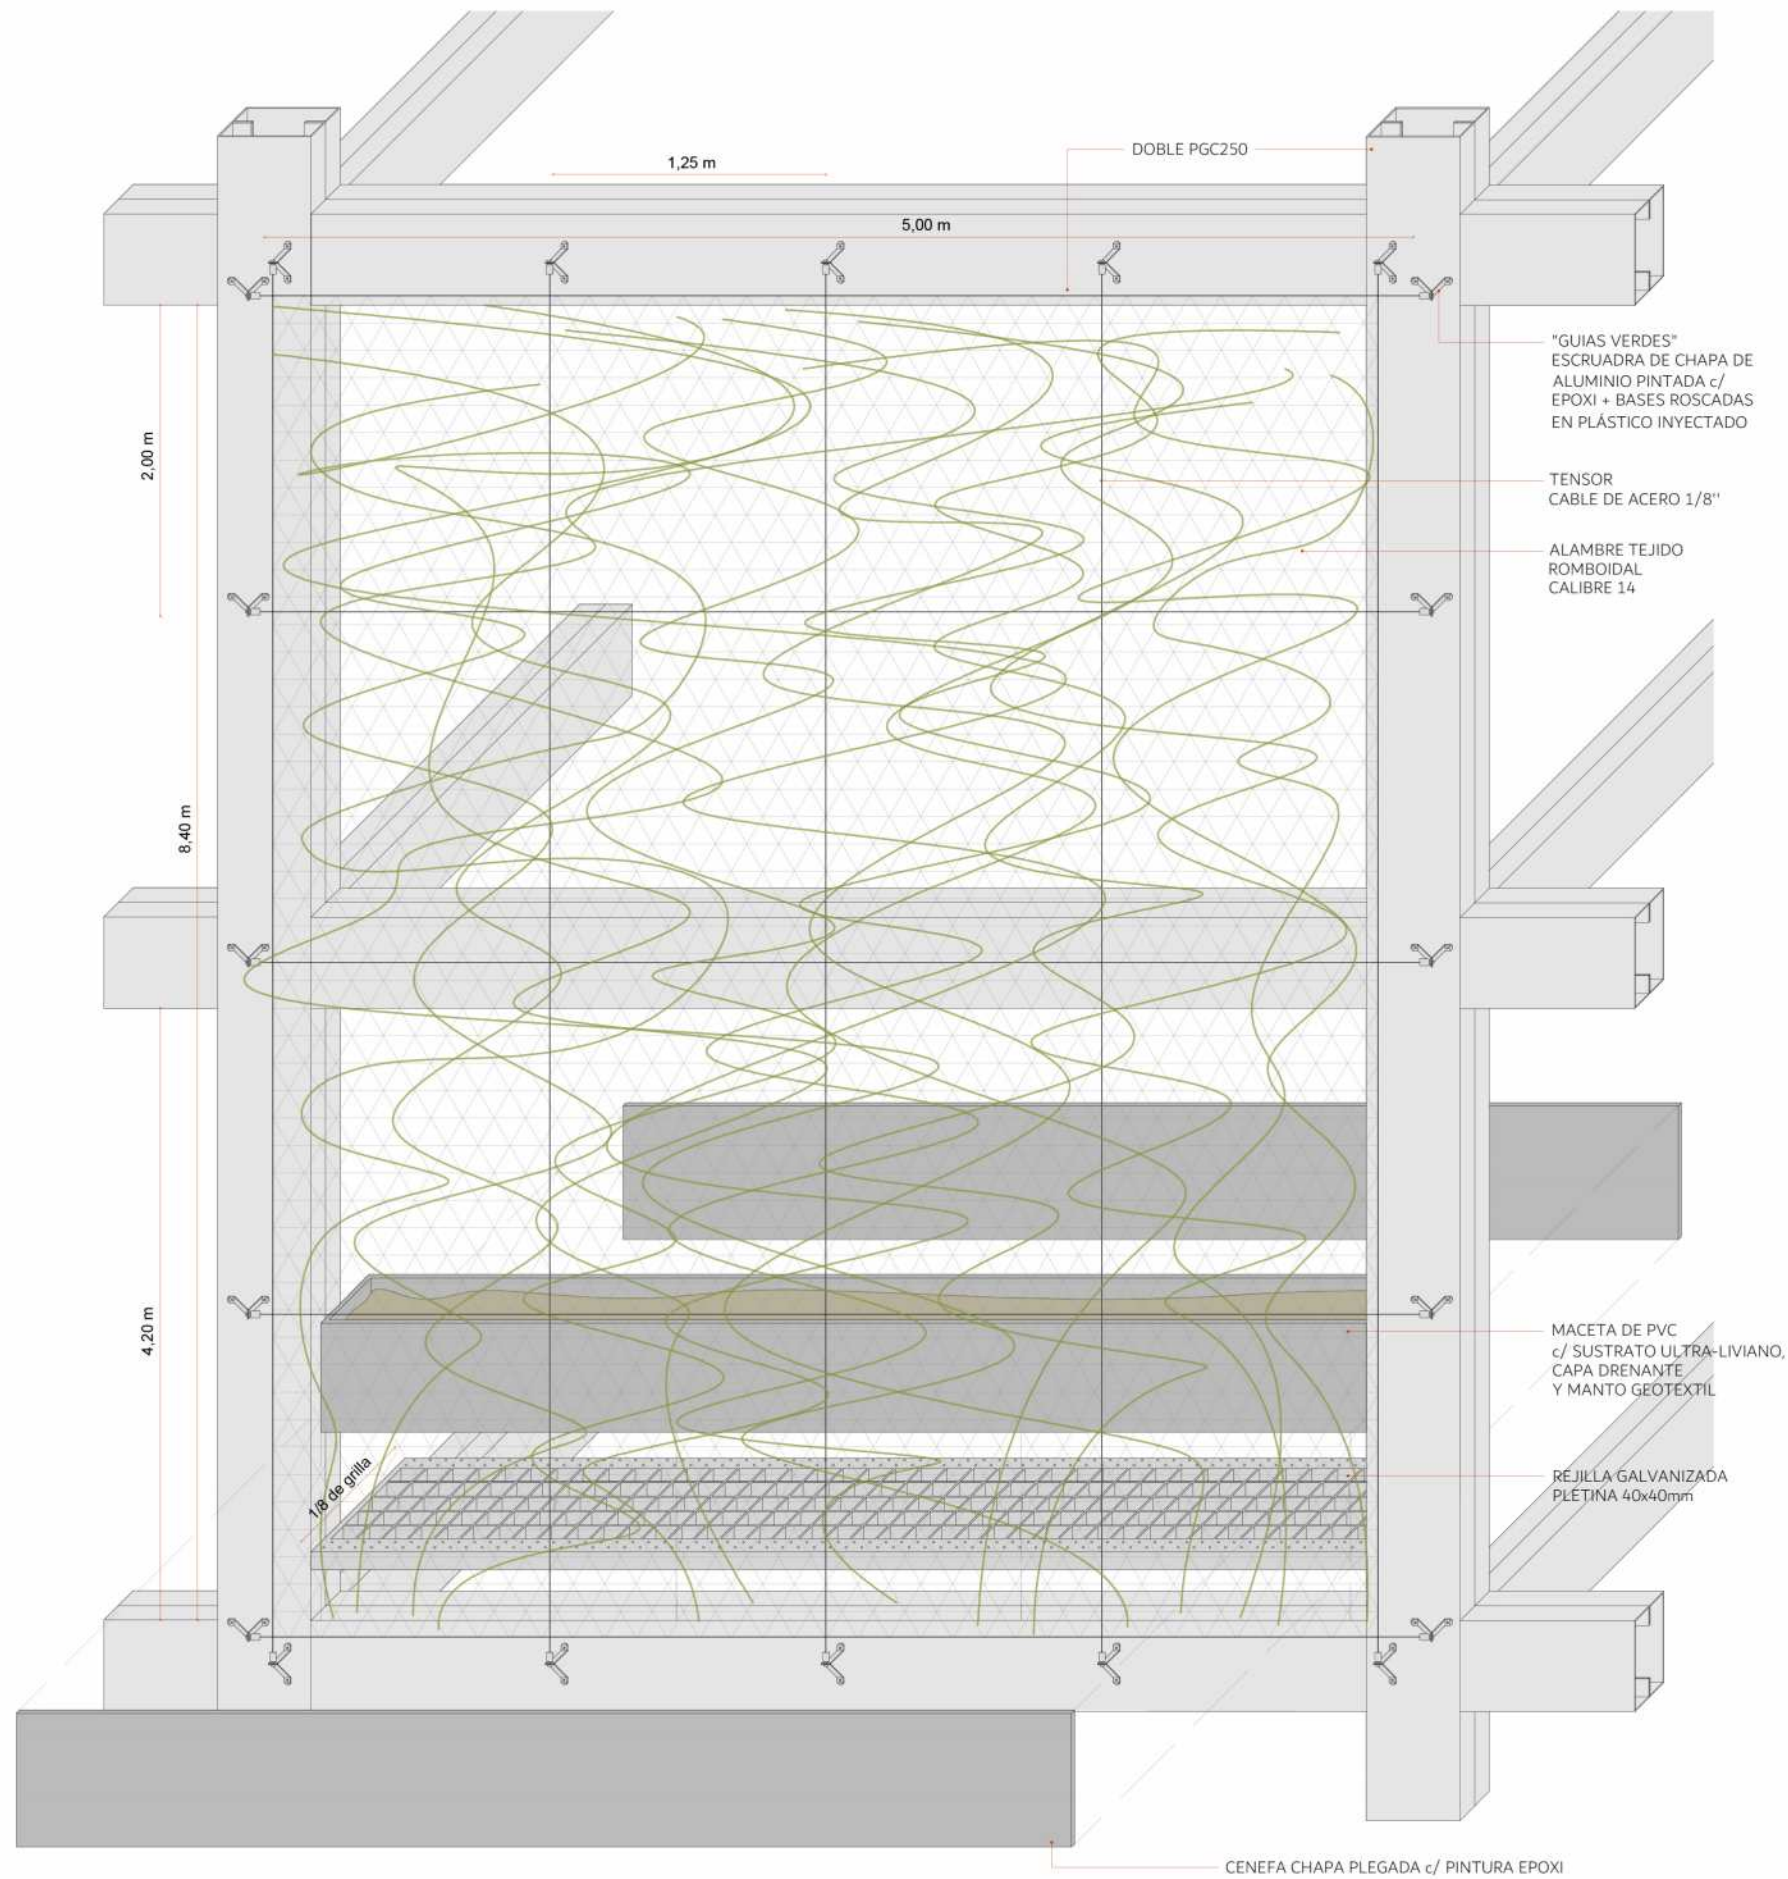 DOBLE PGC250
1,25 m
5,00 m
"GUIAS VERDES"
ESCRUADRA DE CHAPA DE
ALUMINIO PINTADA c/
EPOXI + BASES ROSCADAS
EN PLÁSTICO INYECTADO
2,00 m
TENSOR
CABLE DE ACERO 1/8''
ALAMBRE TEJIDO
ROMBOIDAL
CALIBRE 14
8,40 m
4,20 m
MACETA DE PVC
c/ SUSTRATO ULTRA-LIVIANO,
CAPA DRENANTE
Y MANTO GEOTEXTIL
1/8 de grilla
REJILLA GALVANIZADA
PLETINA 40x40mm
CENEFA CHAPA PLEGADA c/ PINTURA EPOXI